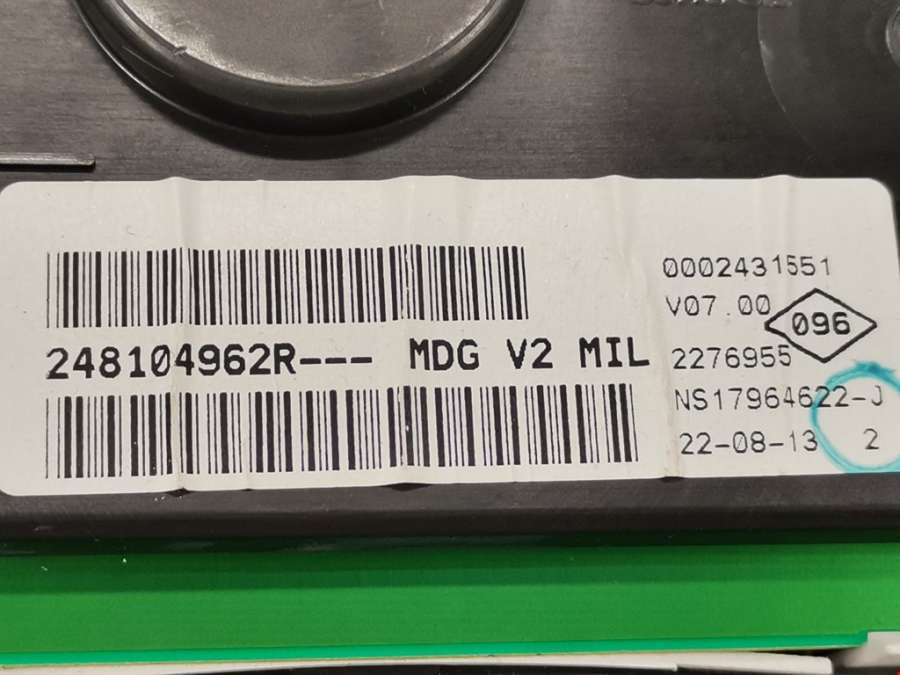 0002431551
V07.00
096
248104962R--- MDG V2 MIL
2276955
NS17964622-J
22-08-13 2